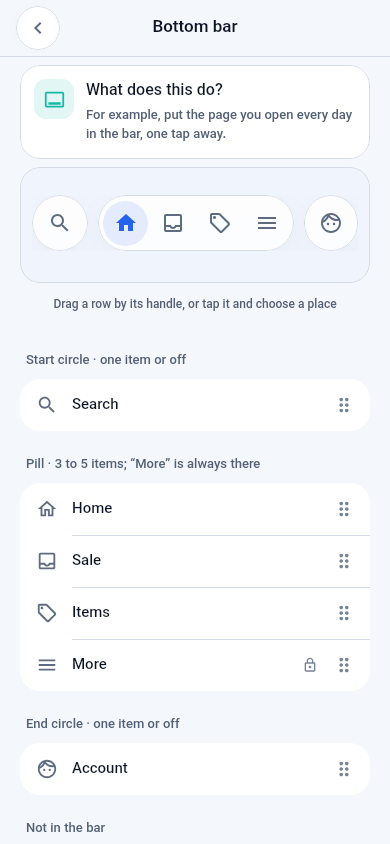 Bottom bar
What does this do?
For example, put the page you open every day
in the bar, one tap away.
Drag a row by its handle, or tap it and choose a place
Start circle · one item or off
Search
Pill · 3 to 5 items; “More” is always there
Home
Sale
Items
More
End circle · one item or off
Account
Not in the bar